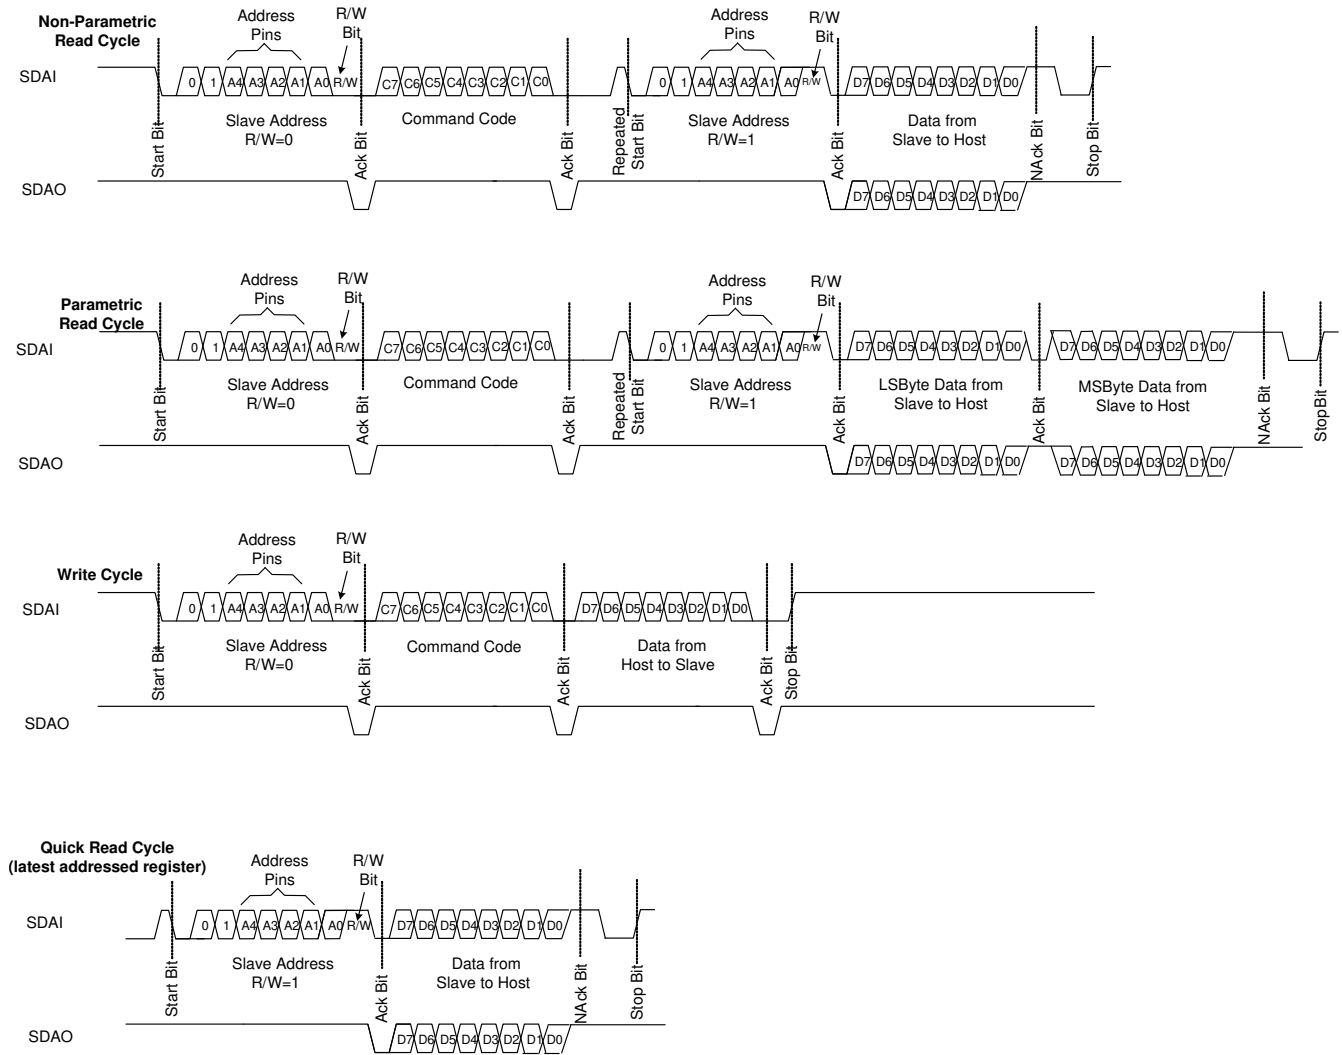 Non-Parametric
Read Cycle
Address
Pins
R/W
Bit
Address
Pins
R/W
Bit
SDAI
0 1 A4 A3 A2 A1 A0 R/W C7 C6 C5 C4 C3 C2 C1 C0 0 1 A4 A3 A2 A1 A0 R/W D7 D6 D5 D4 D3 D2 D1 D0
Start Bit
Slave Address
R/W=0
Ack Bit
Command Code
Ack Bit
Repeated
Start Bit
Slave Address
R/W=1
Ack Bit
Data from
Slave to Host
NAck Bit
Stop Bit
SDAO
D7 D6 D5 D4 D3 D2 D1 D0
Parametric
Read Cycle
Address
Pins
R/W
Bit
Address
Pins
R/W
Bit
SDAI
0 1 A4 A3 A2 A1 A0 R/W C7 C6 C5 C4 C3 C2 C1 C0 0 1 A4 A3 A2 A1 A0 R/W D7 D6 D5 D4 D3 D2 D1 D0 D7 D6 D5 D4 D3 D2 D1 D0
Start Bit
Slave Address
R/W=0
Ack Bit
Command Code
Ack Bit
Repeated
Start Bit
Slave Address
R/W=1
Ack Bit
LSByte Data from
Slave to Host
Ack Bit
MSByte Data from
Slave to Host
NAck Bit
Stop Bit
SDAO
D7 D6 D5 D4 D3 D2 D1 D0 D7 D6 D5 D4 D3 D2 D1 D0
Write Cycle
Address
Pins
R/W
Bit
SDAI
0 1 A4 A3 A2 A1 A0 R/W C7 C6 C5 C4 C3 C2 C1 C0 D7 D6 D5 D4 D3 D2 D1 D0
Start Bit
Slave Address
R/W=0
Ack Bit
Command Code
Ack Bit
Data from
Host to Slave
Ack Bit
Stop Bit
SDAO
Quick Read Cycle
(latest addressed register)
Address
Pins
R/W
Bit
SDAI
0 1 A4 A3 A2 A1 A0 R/W D7 D6 D5 D4 D3 D2 D1 D0
Start Bit
Slave Address
R/W=1
Ack Bit
Data from
Slave to Host
NAck Bit
Stop Bit
SDAO
D7 D6 D5 D4 D3 D2 D1 D0